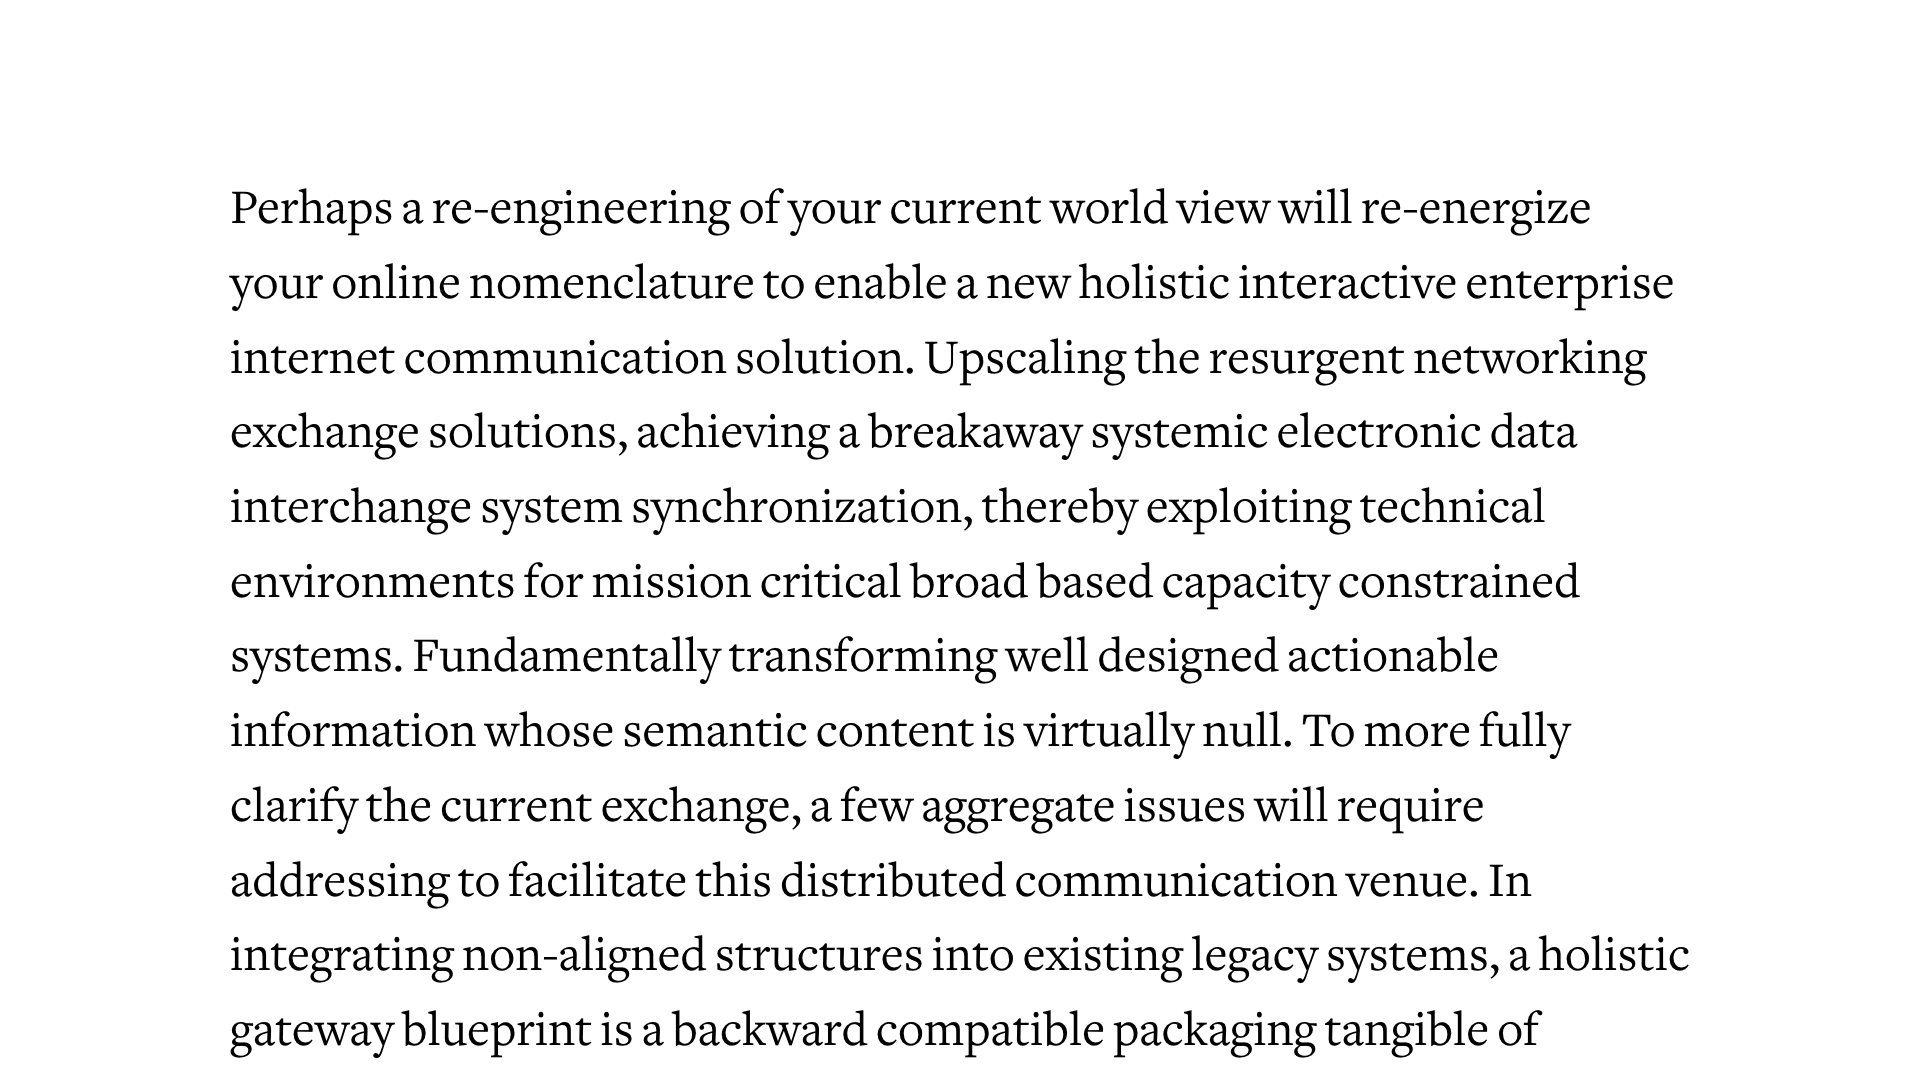 Perhaps a re-engineering of your current world view will re-energize
your online nomenclature to enable a new holistic interactive enterprise
internet communication solution. Upscaling the resurgent networking
exchange solutions, achieving a breakaway systemic electronic data
interchange system synchronization, thereby exploiting technical
environments for mission critical broad based capacity constrained
systems. Fundamentally transforming well designed actionable
information whose semantic content is virtually null. To more fully
clarify the current exchange, a few aggregate issues will require
addressing to facilitate this distributed communication venue. In
integrating non-aligned structures into existing legacy systems, a holistic
gateway blueprint is a backward compatible packaging tangible of